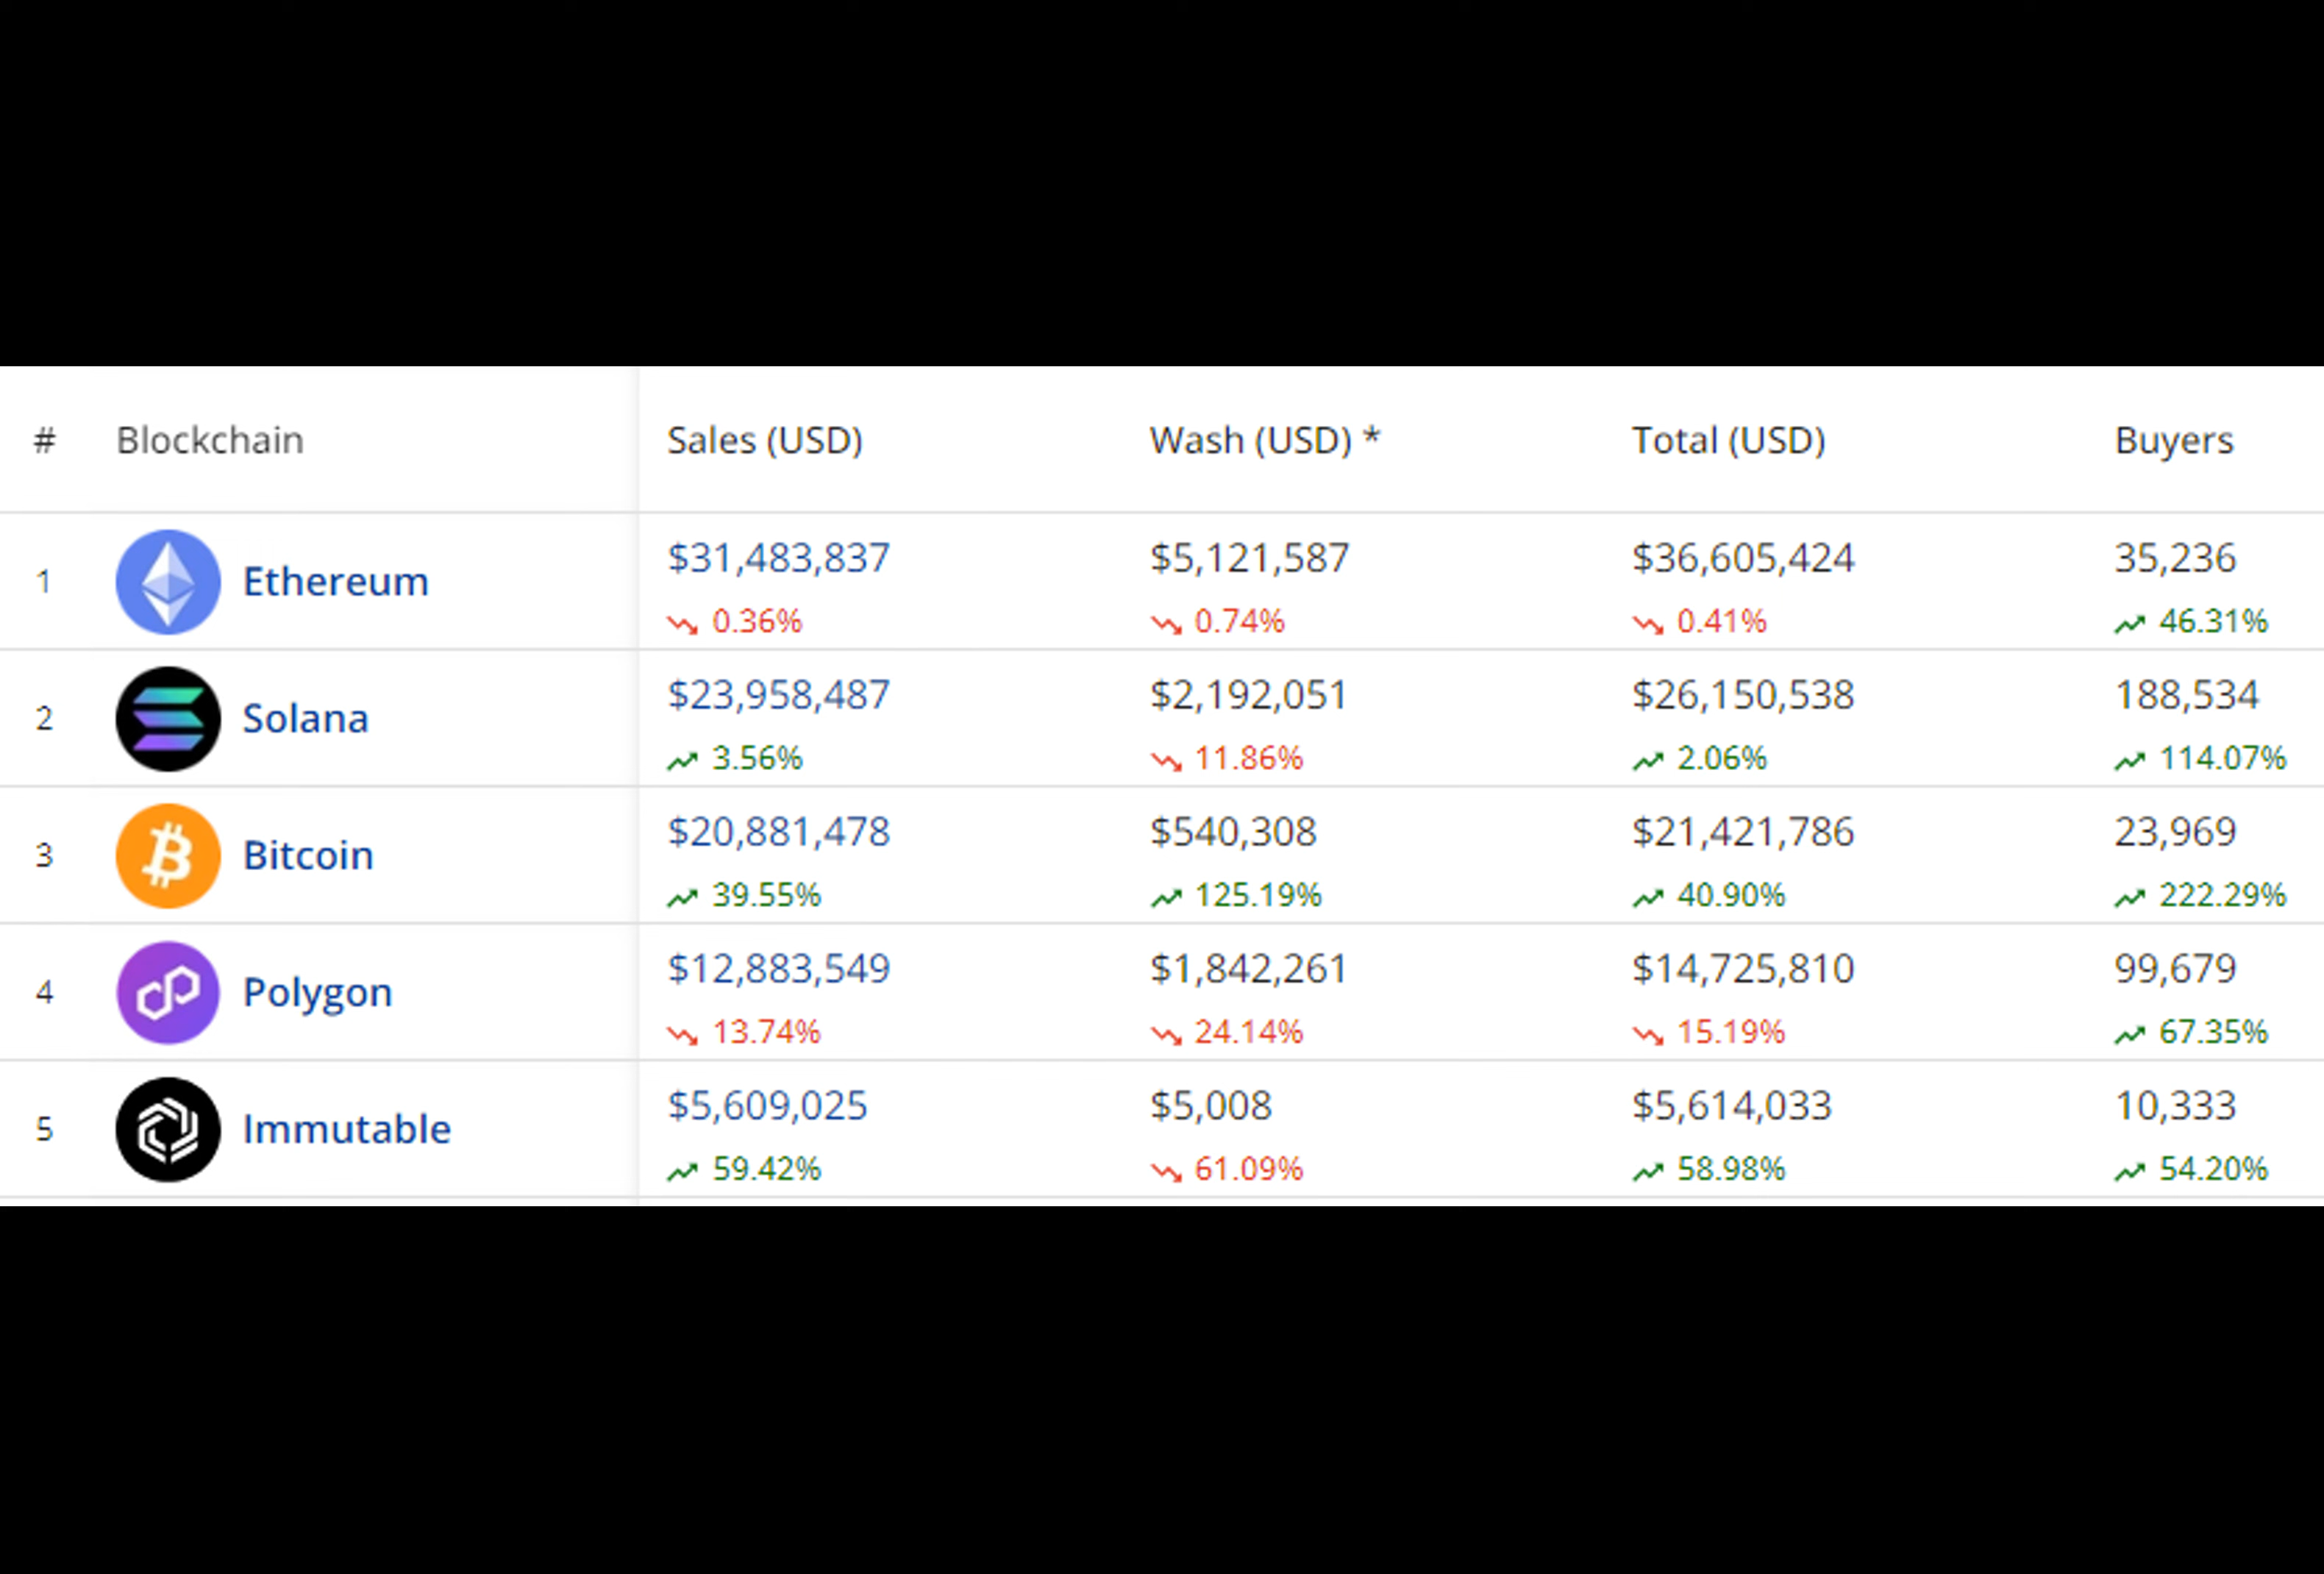 # Blockchain Sales (USD) Wash (USD) * Total (USD) Buyers
$31,483,837 $5,121,587 $36,605,424 35,236
1 Ethereum
0.36% 0.74% 0.41% 46.31%
$23,958,487 $2,192,051 $26,150,538 188,534
2 Solana
3.56% 11.86% 2.06% 114.07%
$20,881,478 $540,308 $21,421,786 23,969
3 Bitcoin
39.55% 125.19% 40.90% 222.29%
$12,883,549 $1,842,261 $14,725,810 99,679
4 Polygon
13.74% 24.14% 15.19% 67.35%
$5,609,025 $5,008 $5,614,033 10,333
5 Immutable
59.42% 61.09% 58.98% 54.20%